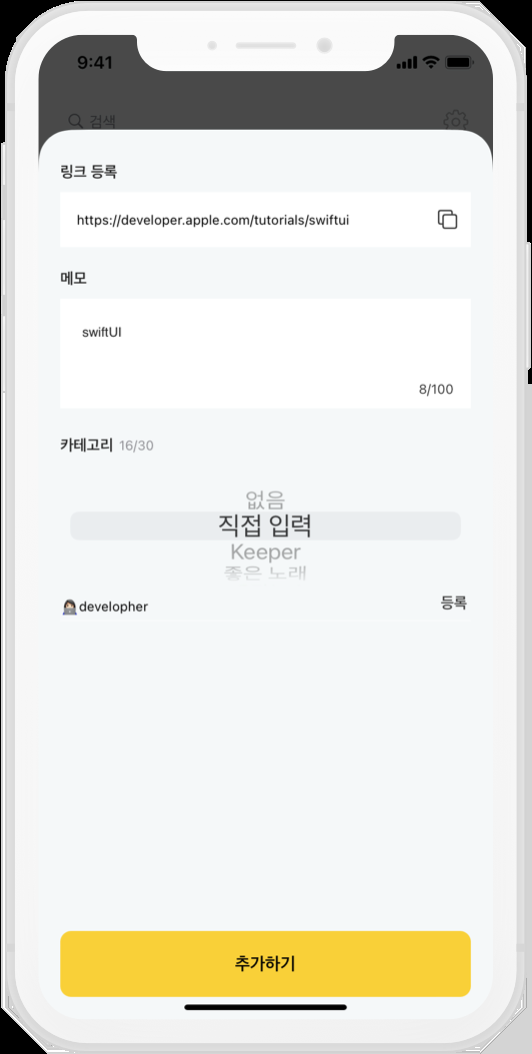 9:41
검색
링크 등록
https://developer.apple.com/tutorials/swiftui
메모
swiftUI
8/100
카테고리 16/30
없음
직접 입력
Keeper
좋은 노래
👩🏻‍💻developher
등록
추가하기